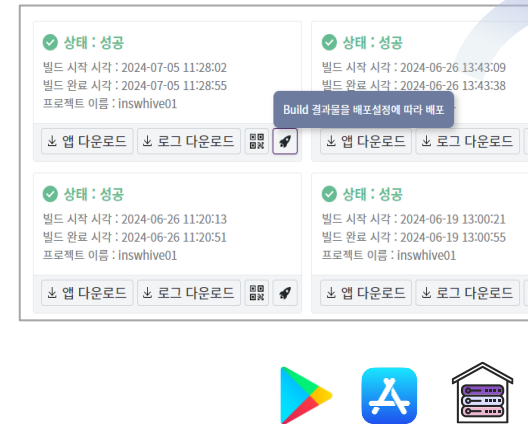 상태 : 성공
빌드 시작 시각 : 2024-07-05 11:28:02
빌드 완료 시각 : 2024-07-05 11:28:55
프로젝트 이름 : inswhive01
앱 다운로드 로그 다운로드
상태 : 성공
빌드 시작 시각 : 2024-06-26 13:43:09
빌드 완료 시각 : 2024-06-26 13:43:38
Build 결과물을 배포설정에 따라 배포
앱 다운로드 로그 다운로드
상태 : 성공
빌드 시작 시각 : 2024-06-26 11:20:13
빌드 완료 시각 : 2024-06-26 11:20:51
프로젝트 이름 : inswhive01
앱 다운로드 로그 다운로드
상태 : 성공
빌드 시작 시각 : 2024-06-19 13:00:21
빌드 완료 시각 : 2024-06-19 13:00:55
프로젝트 이름 : inswhive01
앱 다운로드 로그 다운로드